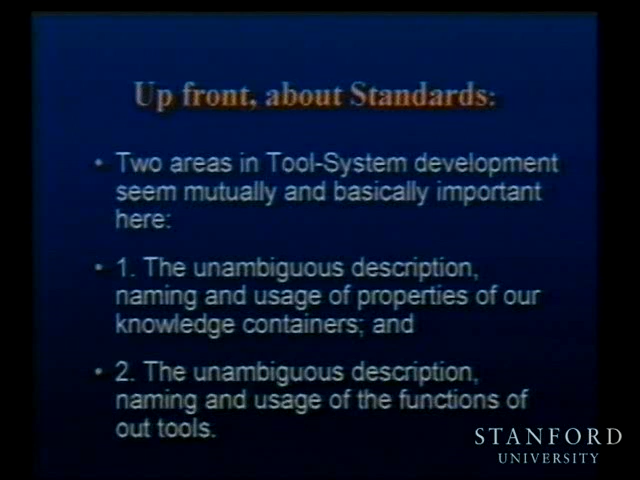 Up front, about Standards:
• Two areas in Tool-System development
seem mutually and basically important
here:
• 1. The unambiguous description,
naming and usage of properties of our
knowledge containers; and
• 2. The unambiguous description,
naming and usage of the functions of
out tools.
STANFORD
UNIVERSITY